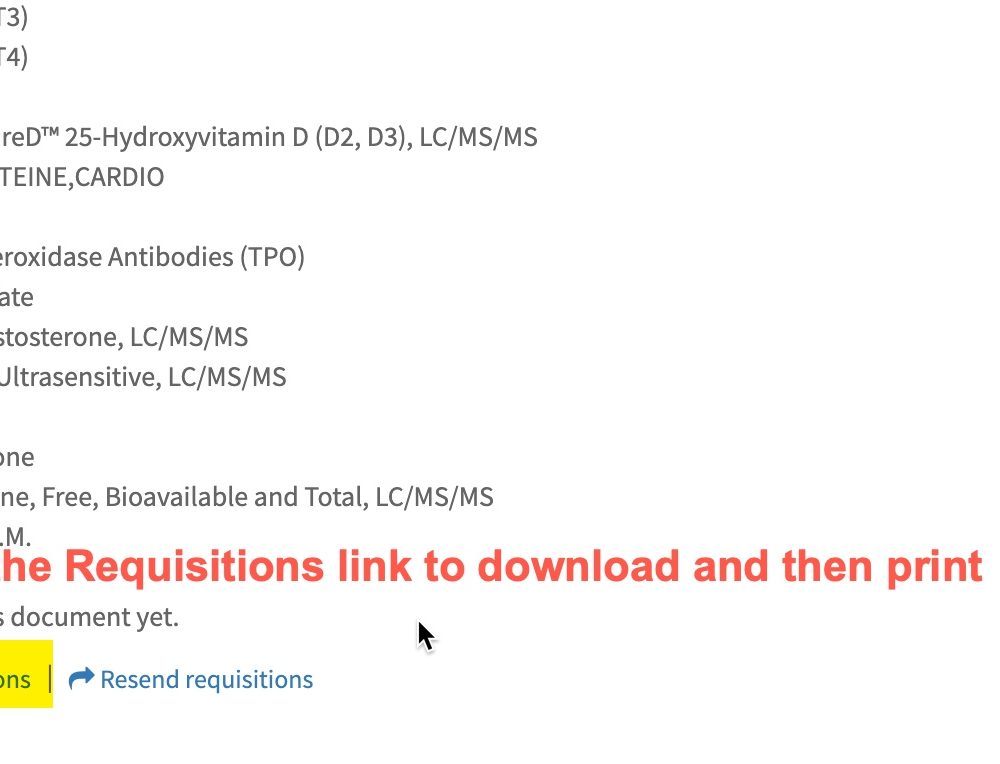 T3)
T4)
reD™ 25-Hydroxyvitamin D (D2, D3), LC/MS/MS
TEINE,CARDIO
eroxidase Antibodies (TPO)
ate
stosterone, LC/MS/MS
Ultrasensitive, LC/MS/MS
one
ne, Free, Bioavailable and Total, LC/MS/MS
.M.
the Requisitions link to download and then print
s document yet.
ons | Resend requisitions